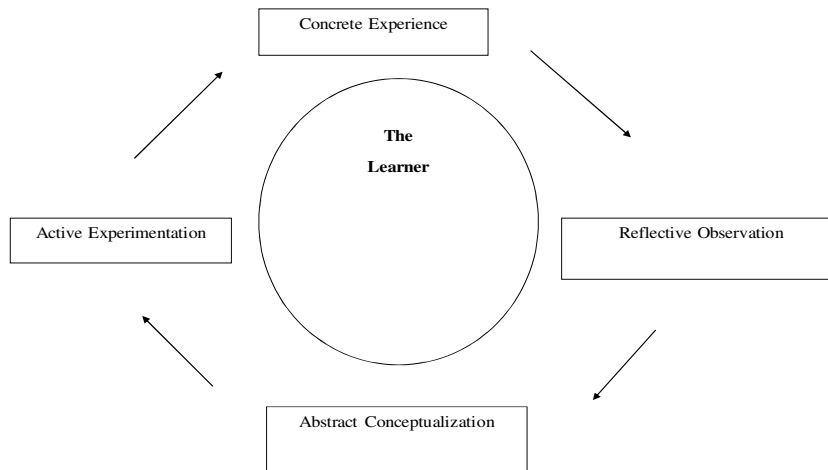 Concrete Experience
The
Learner
Active Experimentation
Reflective Observation
Abstract Conceptualization